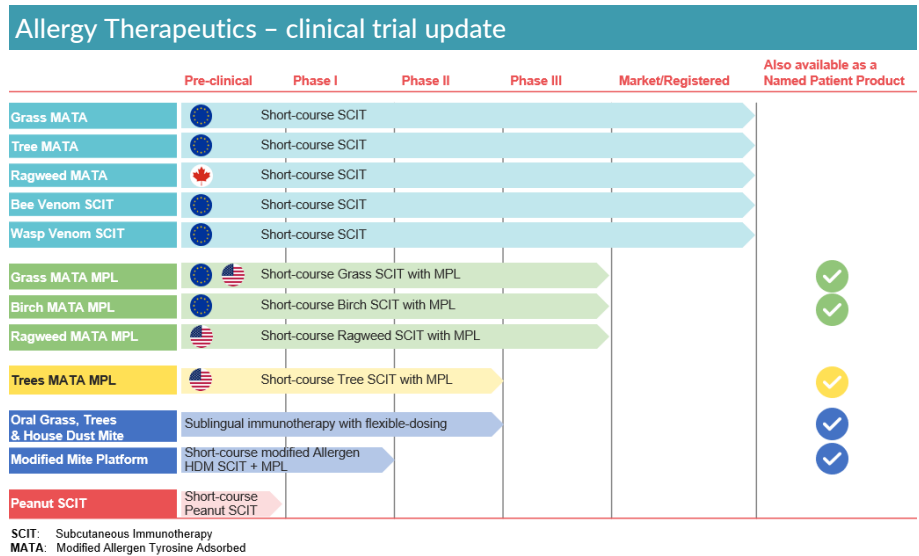 Allergy Therapeutics – clinical trial update
Pre-clinical Phase I Phase II Phase III Market/Registered Also available as a
Named Patient Product
Grass MATA Short-course SCIT
Tree MATA Short-course SCIT
Ragweed MATA Short-course SCIT
Bee Venom SCIT Short-course SCIT
Wasp Venom SCIT Short-course SCIT
Grass MATA MPL Short-course Grass SCIT with MPL
Birch MATA MPL Short-course Birch SCIT with MPL
Ragweed MATA MPL Short-course Ragweed SCIT with MPL
Trees MATA MPL Short-course Tree SCIT with MPL
Oral Grass, Trees
& House Dust Mite Sublingual immunotherapy with flexible-dosing
Modified Mite Platform Short-course modified Allergen
HDM SCIT + MPL
Peanut SCIT Short-course
Peanut SCIT
SCIT: Subcutaneous Immunotherapy
MATA: Modified Allergen Tyrosine Adsorbed